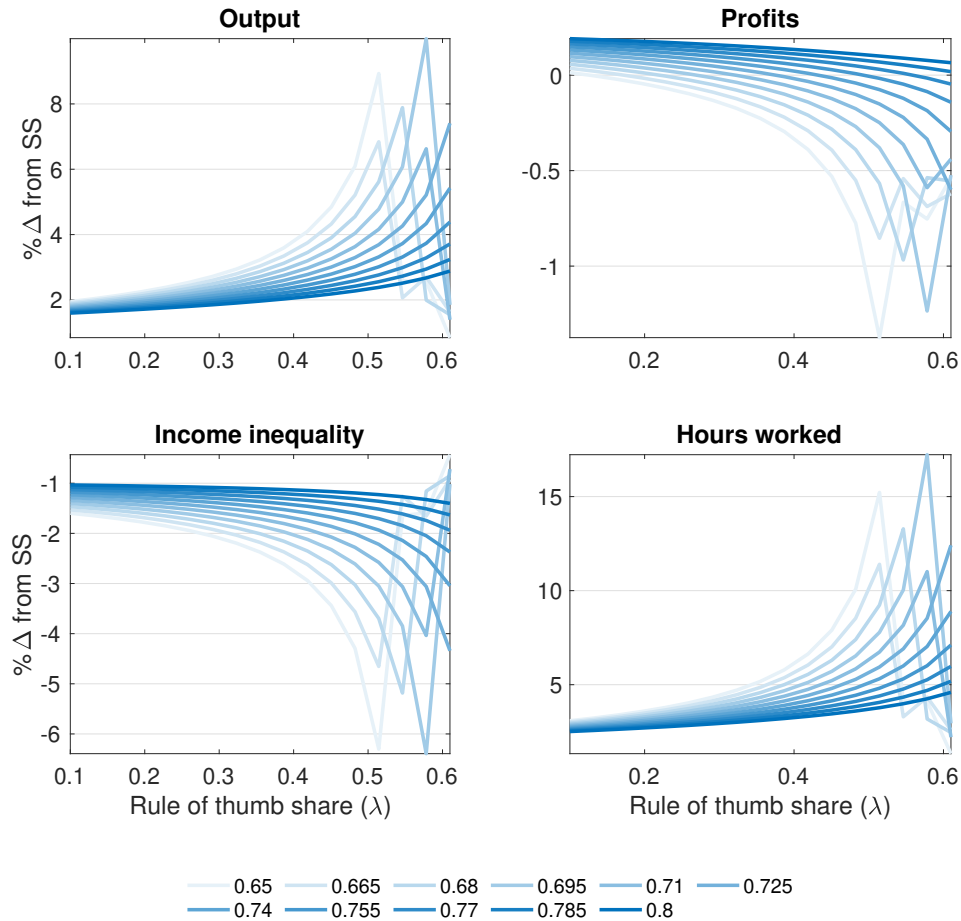 Output
Profits
% Δ from SS
8
6
4
2
0.1 0.2 0.3 0.4 0.5 0.6
0
-0.5
-1
0.2 0.4 0.6
Income inequality
Hours worked
% Δ from SS
-1
-2
-3
-4
-5
-6
0.1 0.2 0.3 0.4 0.5 0.6
Rule of thumb share (λ)
15
10
5
0.2 0.4 0.6
Rule of thumb share (λ)
0.65 0.665 0.68 0.695 0.71 0.725
0.74 0.755 0.77 0.785 0.8